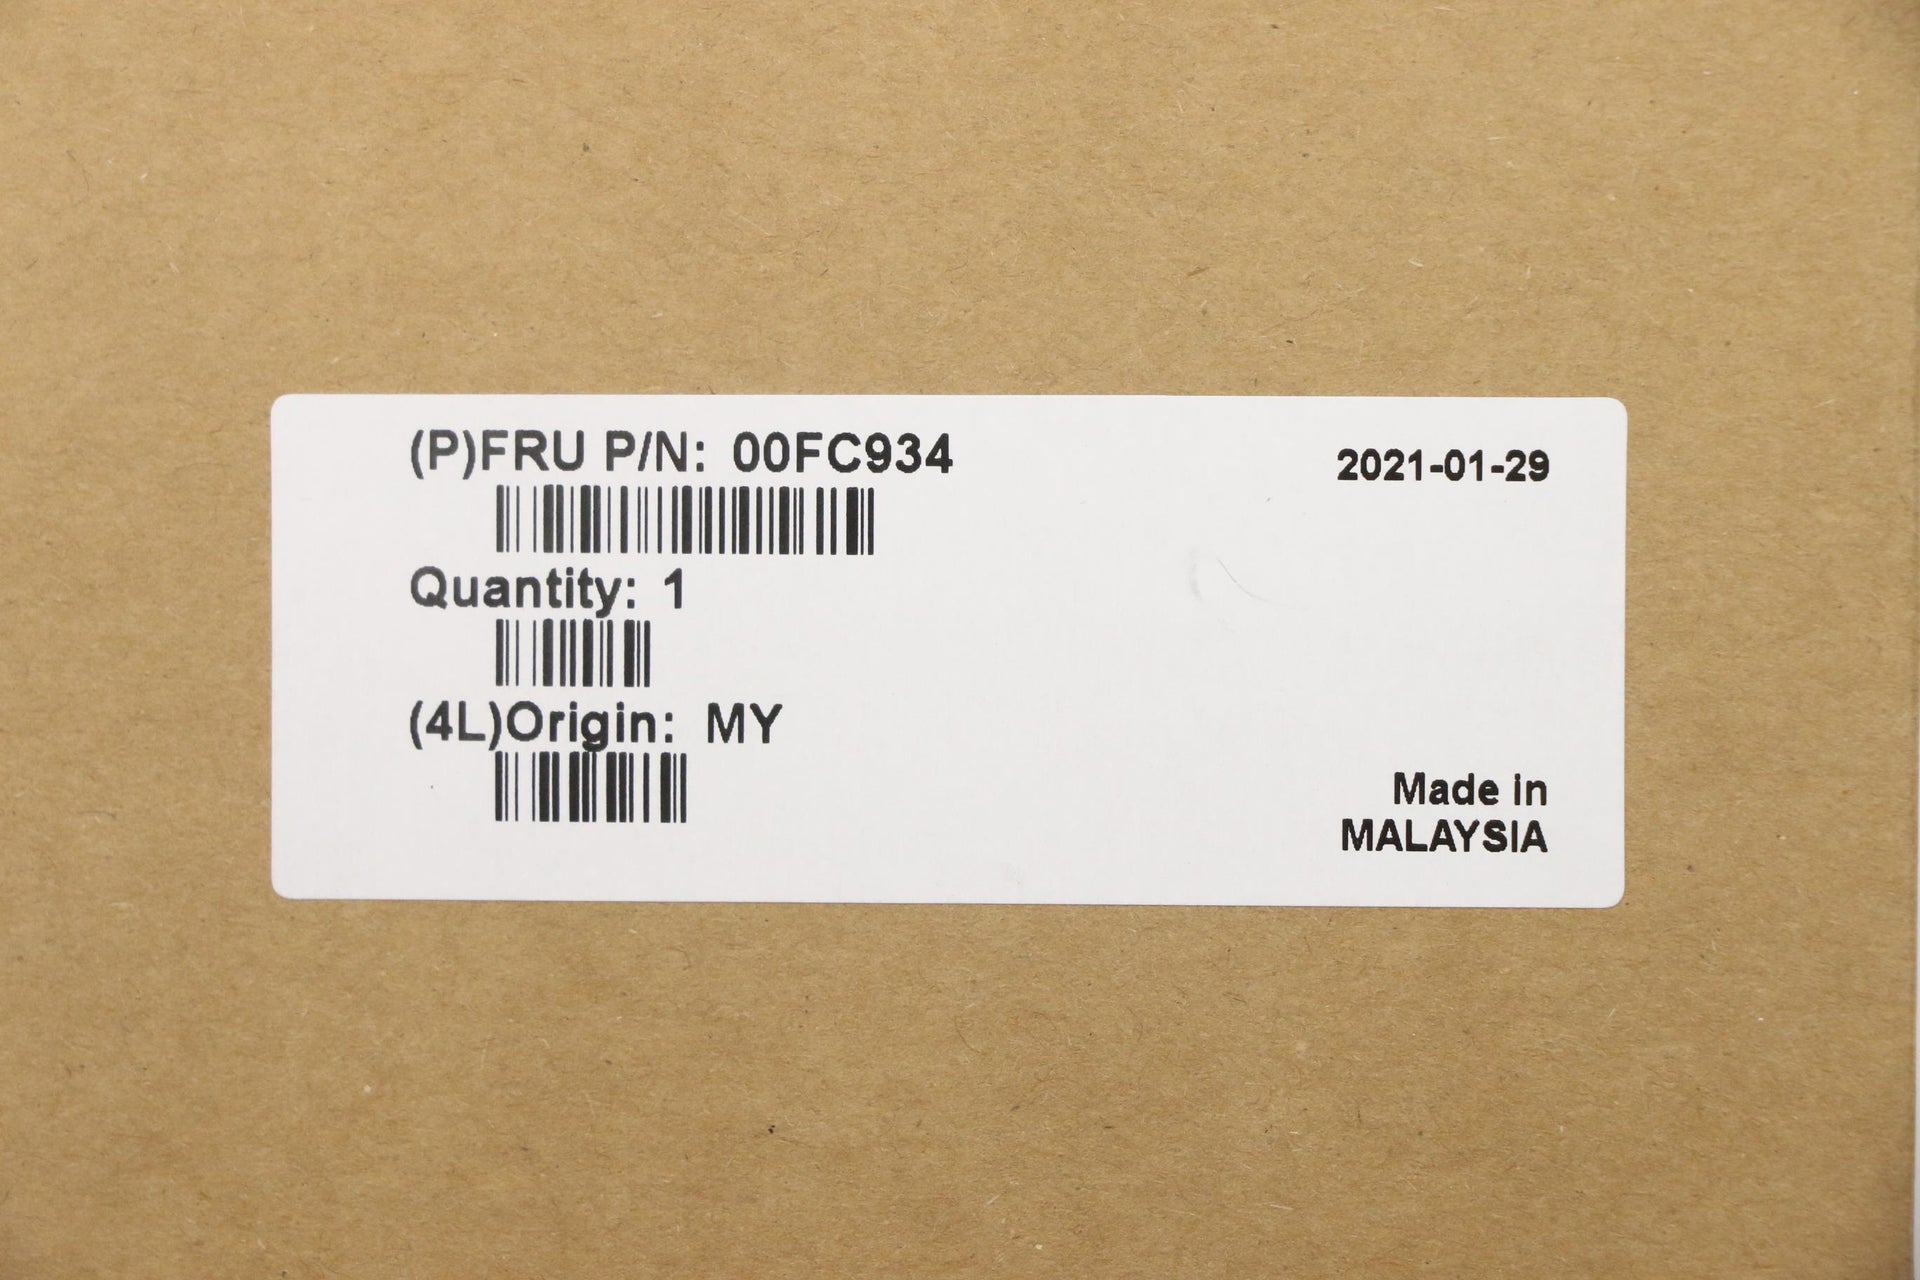 (P)FRU P/N: 00FC934
2021-01-29
Quantity: 1
(4L)Origin: MY
Made in
MALAYSIA